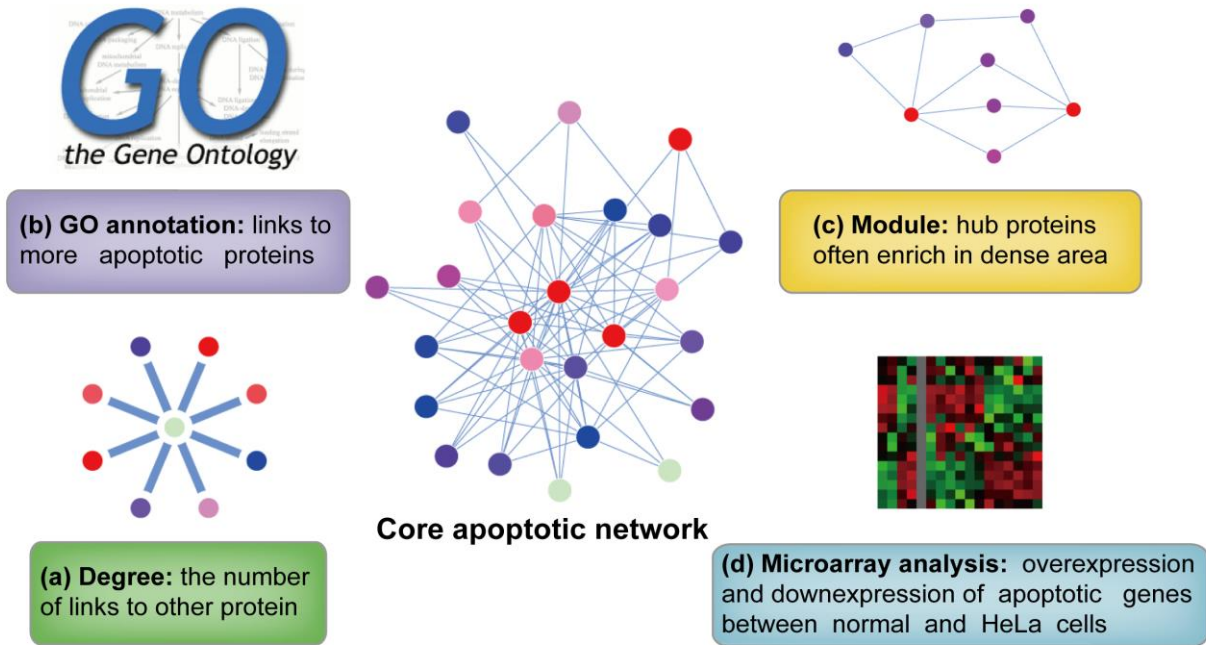 GO
the Gene Ontology
(b) GO annotation: links to
more apoptotic proteins
(c) Module: hub proteins
often enrich in dense area
Core apoptotic network
(a) Degree: the number
of links to other protein
(d) Microarray analysis: overexpression
and downexpression of apoptotic genes
between normal and HeLa cells